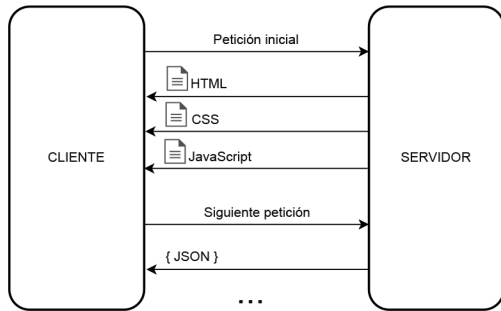 Petición inicial
HTML
CSS
CLIENTE
JavaScript
SERVIDOR
Siguiente petición
{ JSON }
...